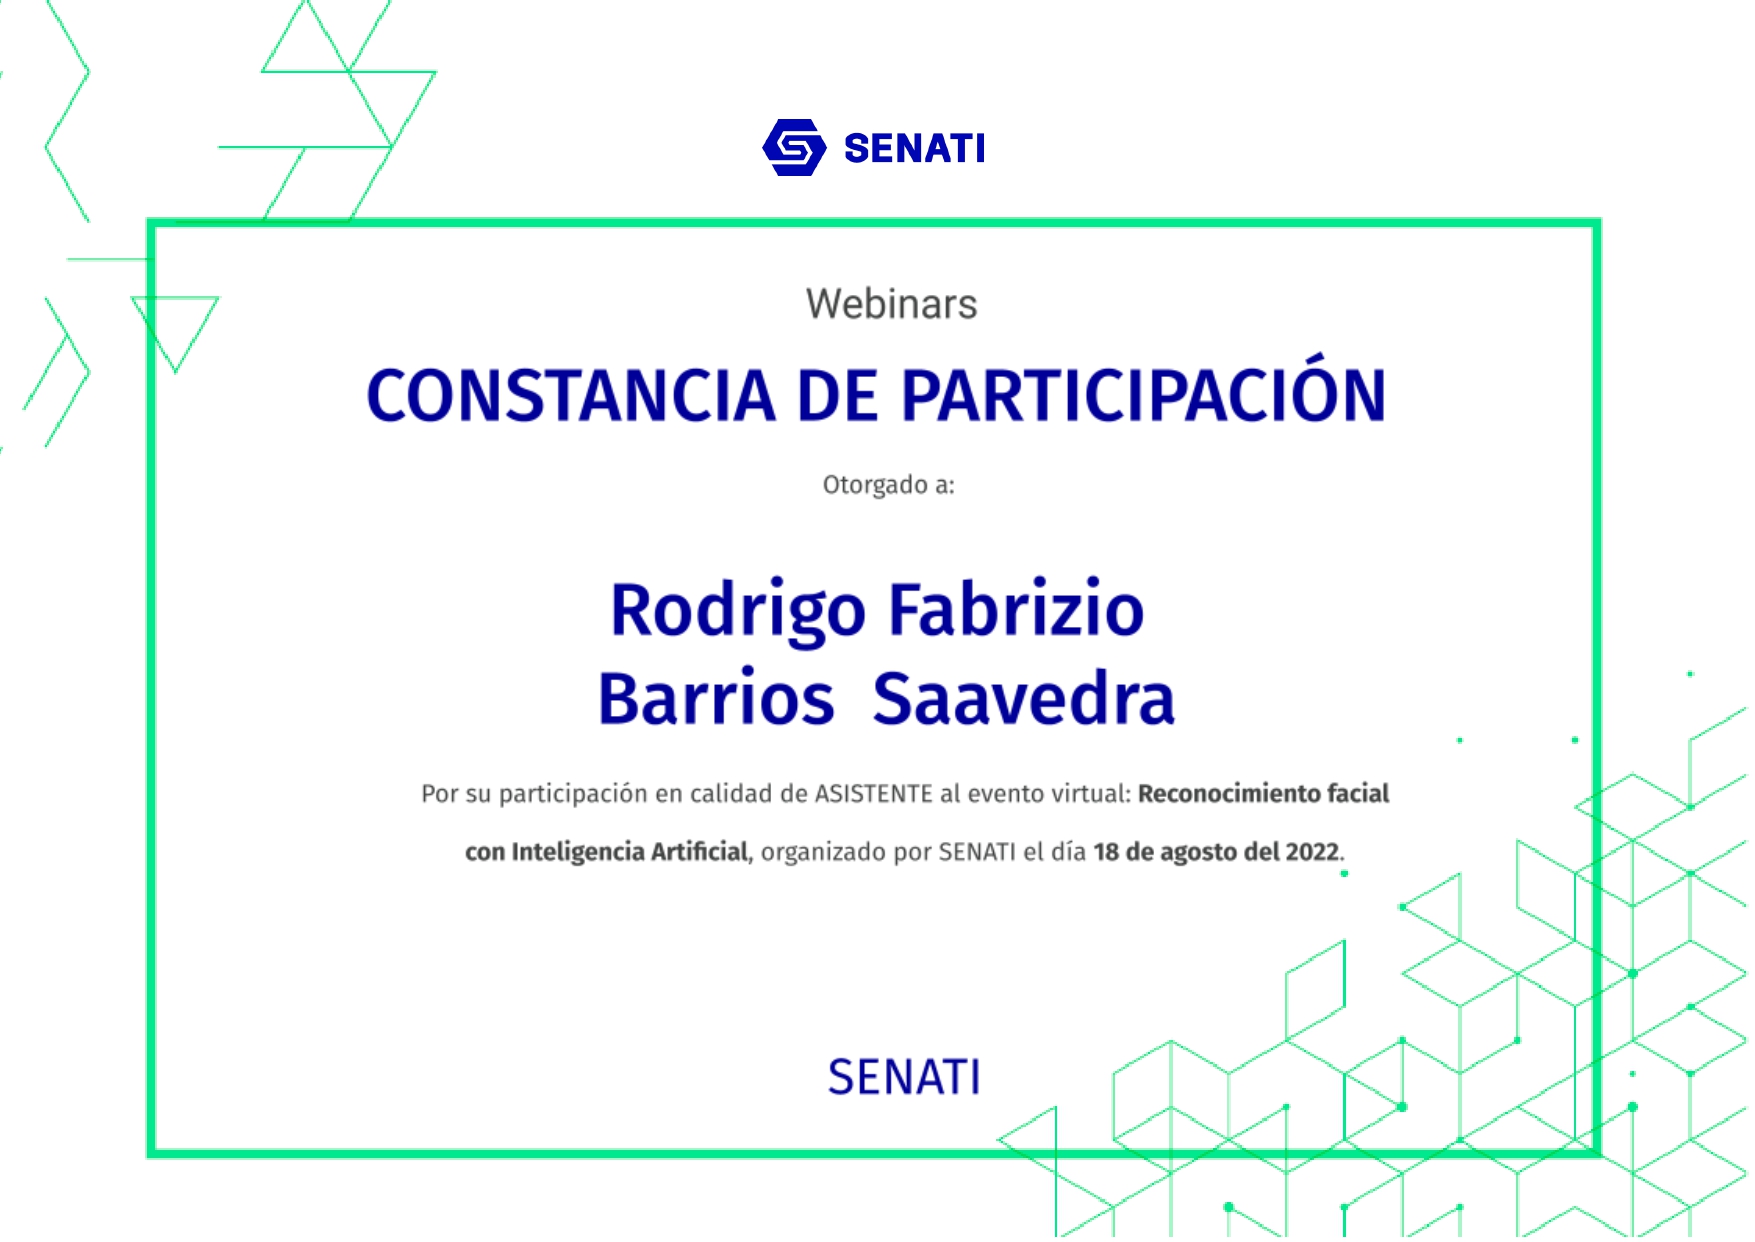 SENATI
Webinars
CONSTANCIA DE PARTICIPACIÓN
Otorgado a:
Rodrigo Fabrizio
Barrios Saavedra
Por su participación en calidad de ASISTENTE al evento virtual: Reconocimiento facial
con Inteligencia Artificial, organizado por SENATI el día 18 de agosto del 2022.
SENATI